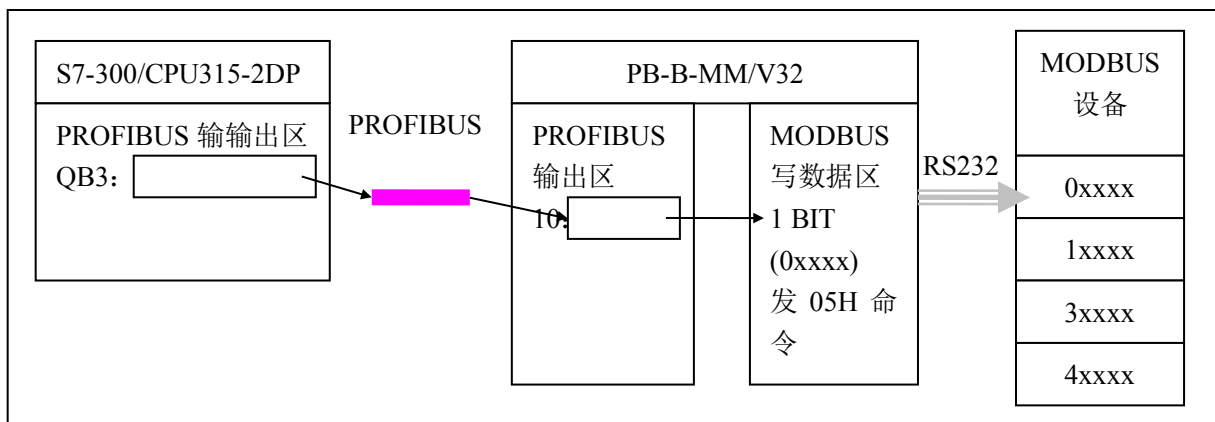 S7-300/CPU315-2DP
PROFIBUS 输输出区
QB3：
PROFIBUS
PB-B-MM/V32
PROFIBUS
输出区
10：
MODBUS
写数据区
1 BIT
(0xxxx)
发 05H 命
令
RS232
MODBUS
设备
0xxxx
1xxxx
3xxxx
4xxxx